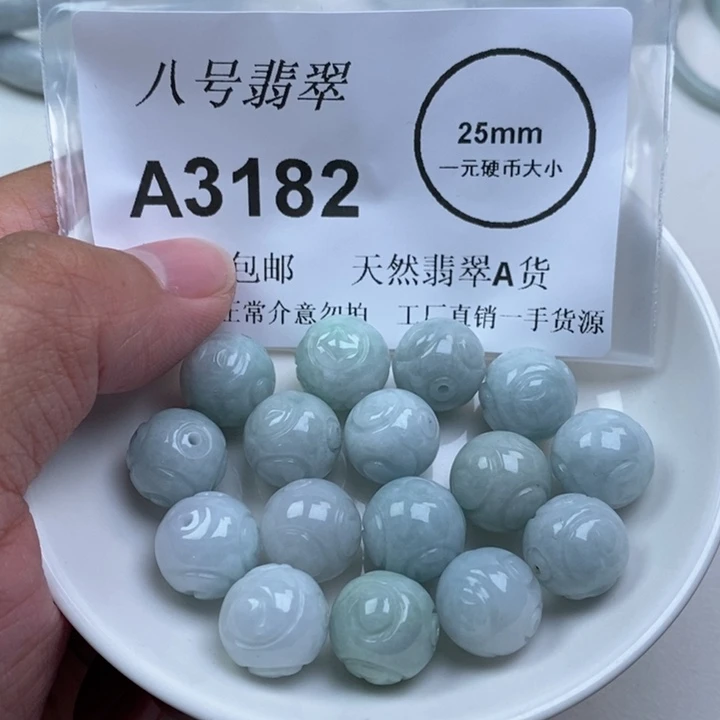 八号翡翠
25mm
一元硬币大小
A3182
包邮 天然翡翠A货
正常介意勿拍 工厂直销一手货源